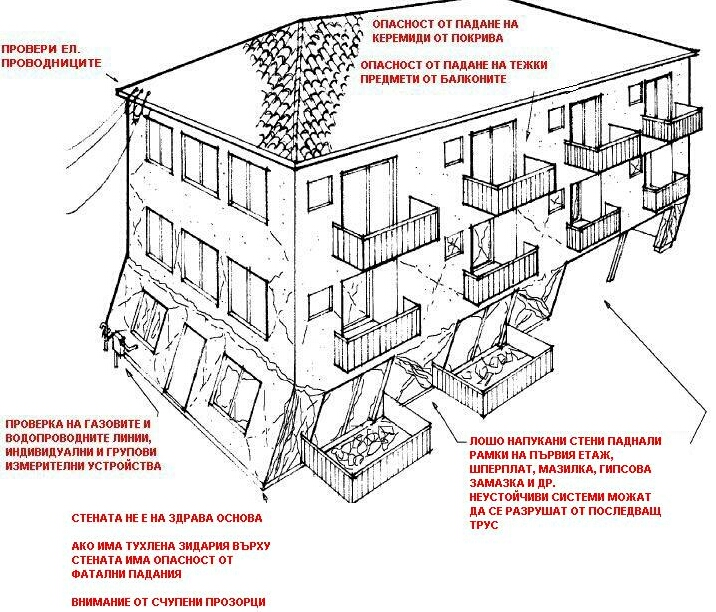 ОПАСНОСТ ОТ ПАДАНЕ НА
КЕРЕМИДИ ОТ ПОКРИВА
ПРОВЕРИ ЕЛ.
ПРОВОДНИЦИТЕ
ОПАСНОСТ ОТ ПАДАНЕ НА ТЕЖКИ
ПРЕДМЕТИ ОТ БАЛКОНИТЕ
ПРОВЕРКА НА ГАЗОВИТЕ И
ВОДОПРОВОДНИТЕ ЛИНИИ,
ИНДИВИДУАЛНИ И ГРУПОВИ
ИЗМЕРИТЕЛНИ УСТРОЙСТВА
ЛОШО НАПУКАНИ СТЕНИ ПАДНАЛИ
РАМКИ НА ПЪРВИЯ ЕТАЖ,
ШПЕРПЛАТ, МАЗИЛКА, ГИПСОВА
ЗАМАЗКА И ДР.
НЕУСТОЙЧИВИ СИСТЕМИ МОЖАТ
ДА СЕ РАЗРУШАТ ОТ ПОСЛЕДВАЩ
ТРУС
СТЕНАТА НЕ Е НА ЗДРАВА ОСНОВА
АКО ИМА ТУХЛЕНА ЗИДАРИЯ ВЪРХУ
СТЕНАТА ИМА ОПАСНОСТ ОТ
ФАТАЛНИ ПАДАНИЯ
ВНИМАНИЕ ОТ СЧУПЕНИ ПРОЗОРЦИ